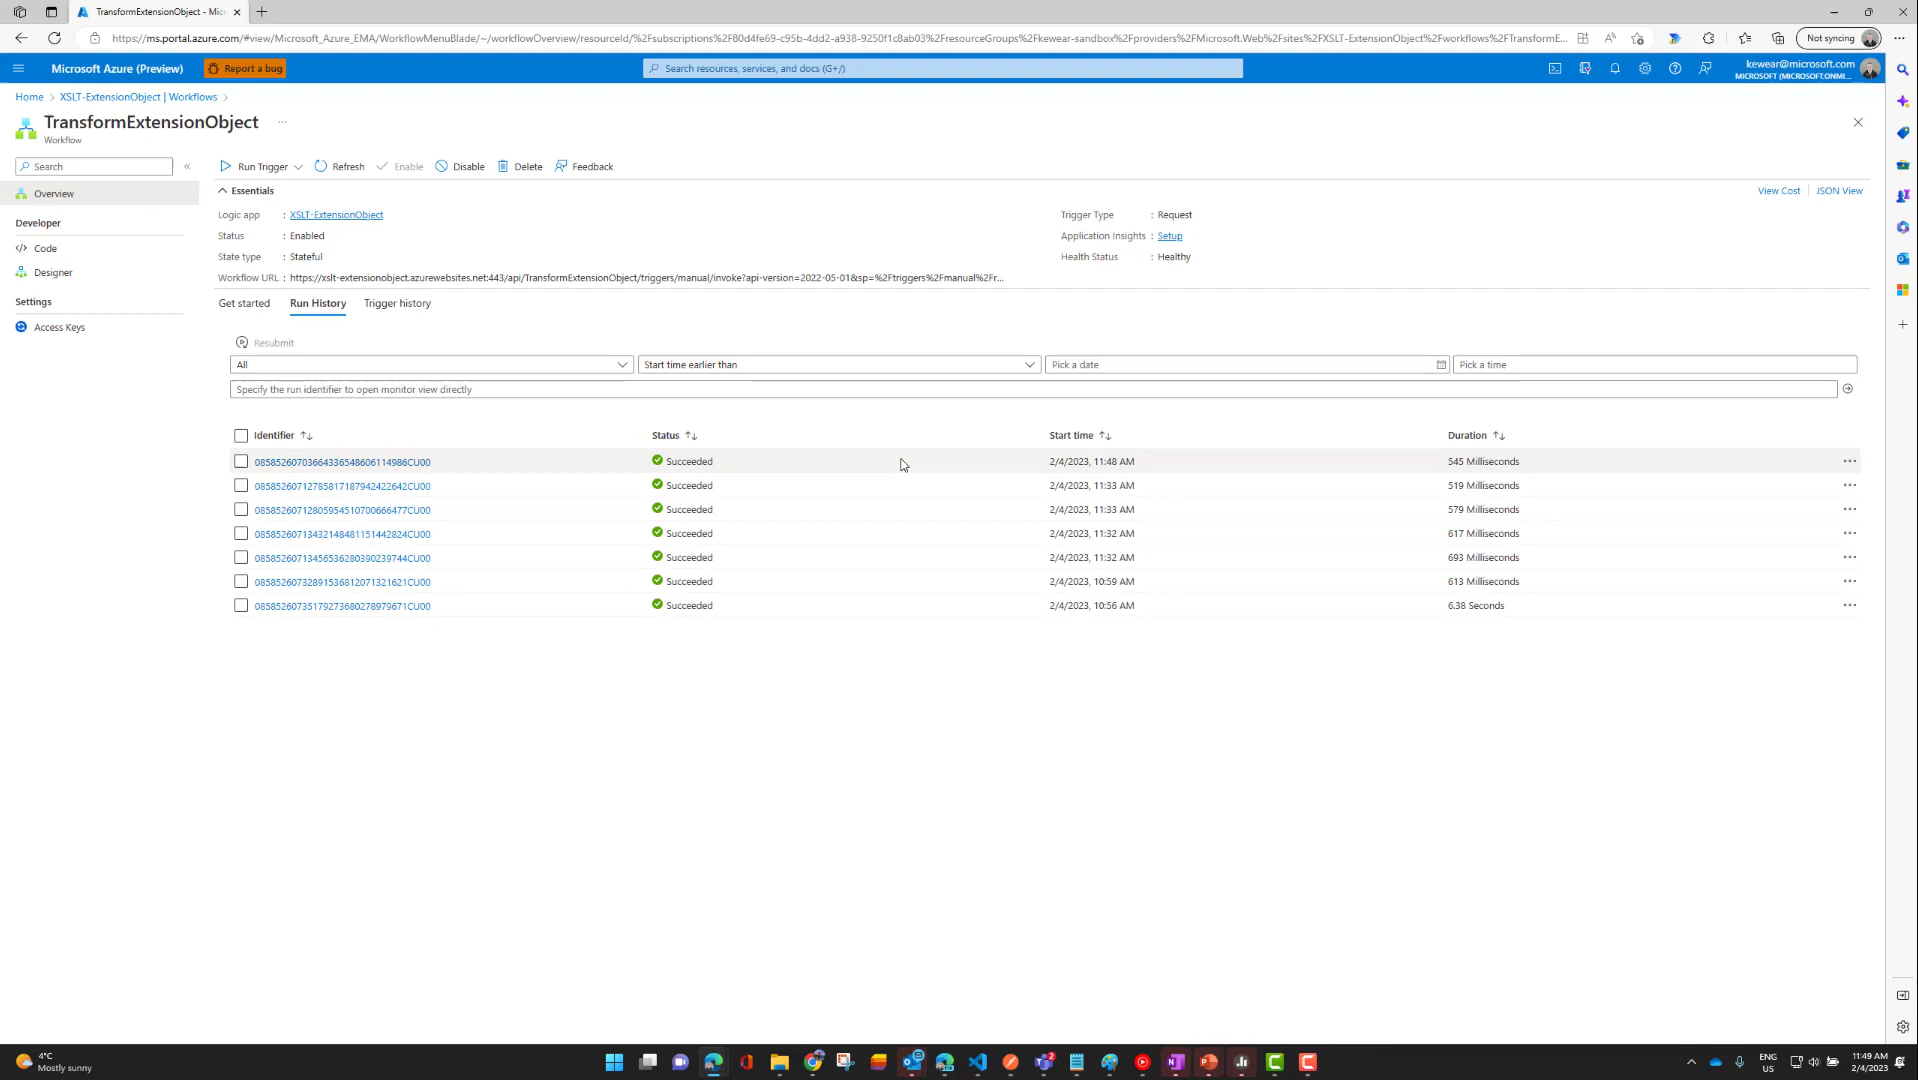 TransformExtensionObject - Mic
https://ms.portal.azure.com/#view/Microsoft_Azure_EMA/WorkflowMenuBlade/~/workflowOverview/resourceId/%2Fsubscriptions%2F80d4fe69-c95b-4dd2-a938-9250f1c8ab03%2FresourceGroups%2Fkewear-sandbox%2Fproviders%2FMicrosoft.Web%2Fsites%2FXSLT-ExtensionObject%2Fworkflows%2FTransformE...
Not syncing
Microsoft Azure (Preview)
Report a bug
Search resources, services, and docs (G+/)
kewear@microsoft.com
MICROSOFT (MICROSOFT.ONMI...
Home > XSLT-ExtensionObject | Workflows >
TransformExtensionObject ...
Workflow
Search
«
Run Trigger
Refresh
Enable
Disable
Delete
Feedback
Overview
Developer
Code
Designer
Settings
Access Keys
Essentials
View Cost
JSON View
Logic app : XSLT-ExtensionObject
Trigger Type : Request
Status : Enabled
Application Insights : Setup
State type : Stateful
Health Status : Healthy
Workflow URL : https://xslt-extensionobject.azurewebsites.net:443/api/TransformExtensionObject/triggers/manual/invoke?api-version=2022-05-01&sp=%2Ftriggers%2Fmanual%2Fr...
Get started
Run History
Trigger history
Resubmit
All
Start time earlier than
Pick a date
Pick a time
Specify the run identifier to open monitor view directly
Identifier Status Start time Duration
08585260703664336548606114986CU00 Succeeded 2/4/2023, 11:48 AM 545 Milliseconds
08585260712785817187942422642CU00 Succeeded 2/4/2023, 11:33 AM 519 Milliseconds
08585260712805954510700666477CU00 Succeeded 2/4/2023, 11:33 AM 579 Milliseconds
08585260713432148481151442824CU00 Succeeded 2/4/2023, 11:32 AM 617 Milliseconds
08585260713456536280390239744CU00 Succeeded 2/4/2023, 11:32 AM 693 Milliseconds
08585260732891536812071321621CU00 Succeeded 2/4/2023, 10:59 AM 613 Milliseconds
08585260735179273680278979671CU00 Succeeded 2/4/2023, 10:56 AM 6.38 Seconds
4°C
Mostly sunny
2
ENG
US
11:49 AM
2/4/2023